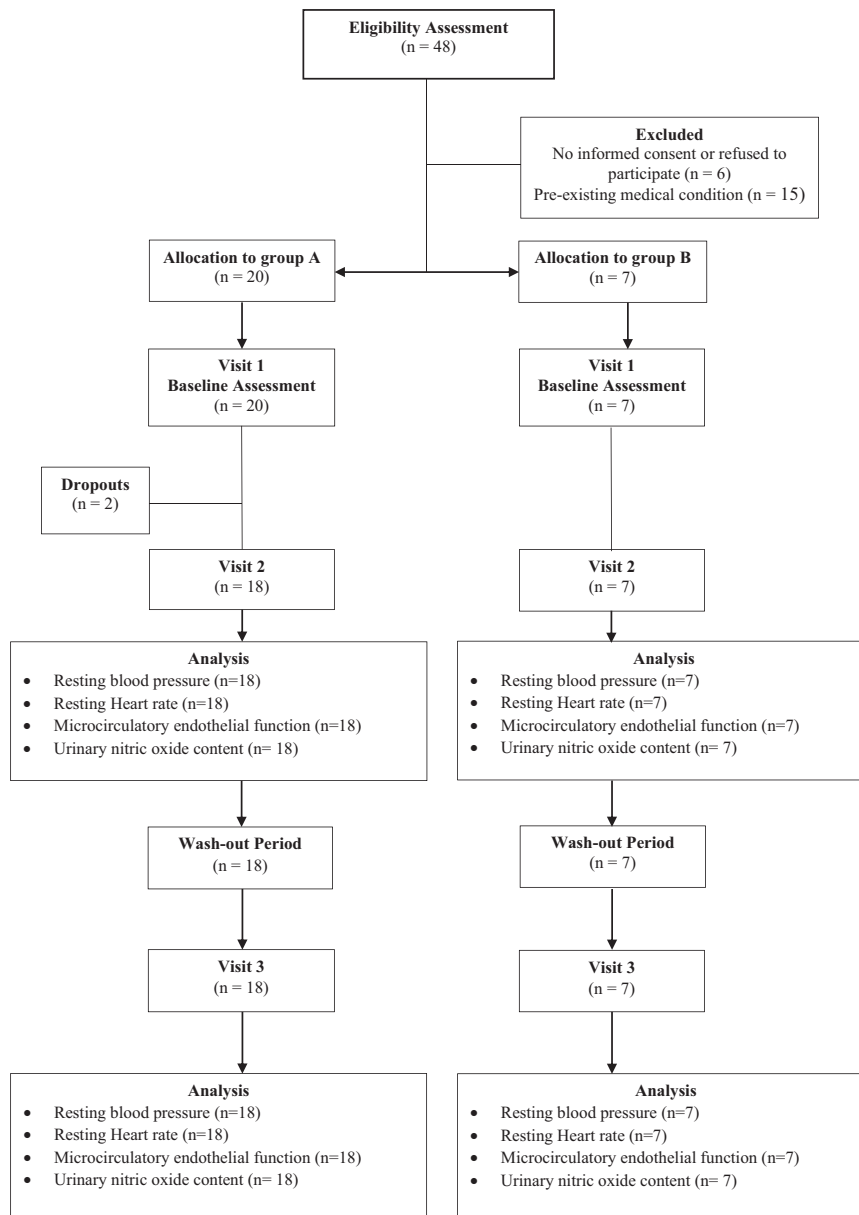 Eligibility Assessment
(n = 48)
Excluded
No informed consent or refused to
participate (n = 6)
Pre-existing medical condition (n = 15)
Allocation to group A
(n = 20)
Allocation to group B
(n = 7)
Visit 1
Baseline Assessment
(n = 20)
Visit 1
Baseline Assessment
(n = 7)
Dropouts
(n = 2)
Visit 2
(n = 18)
Visit 2
(n = 7)
Analysis
• Resting blood pressure (n=18)
• Resting Heart rate (n=18)
• Microcirculatory endothelial function (n=18)
• Urinary nitric oxide content (n= 18)
Analysis
• Resting blood pressure (n=7)
• Resting Heart rate (n=7)
• Microcirculatory endothelial function (n=7)
• Urinary nitric oxide content (n= 7)
Wash-out Period
(n = 18)
Wash-out Period
(n = 7)
Visit 3
(n = 18)
Visit 3
(n = 7)
Analysis
• Resting blood pressure (n=18)
• Resting Heart rate (n=18)
• Microcirculatory endothelial function (n=18)
• Urinary nitric oxide content (n= 18)
Analysis
• Resting blood pressure (n=7)
• Resting Heart rate (n=7)
• Microcirculatory endothelial function (n=7)
• Urinary nitric oxide content (n= 7)